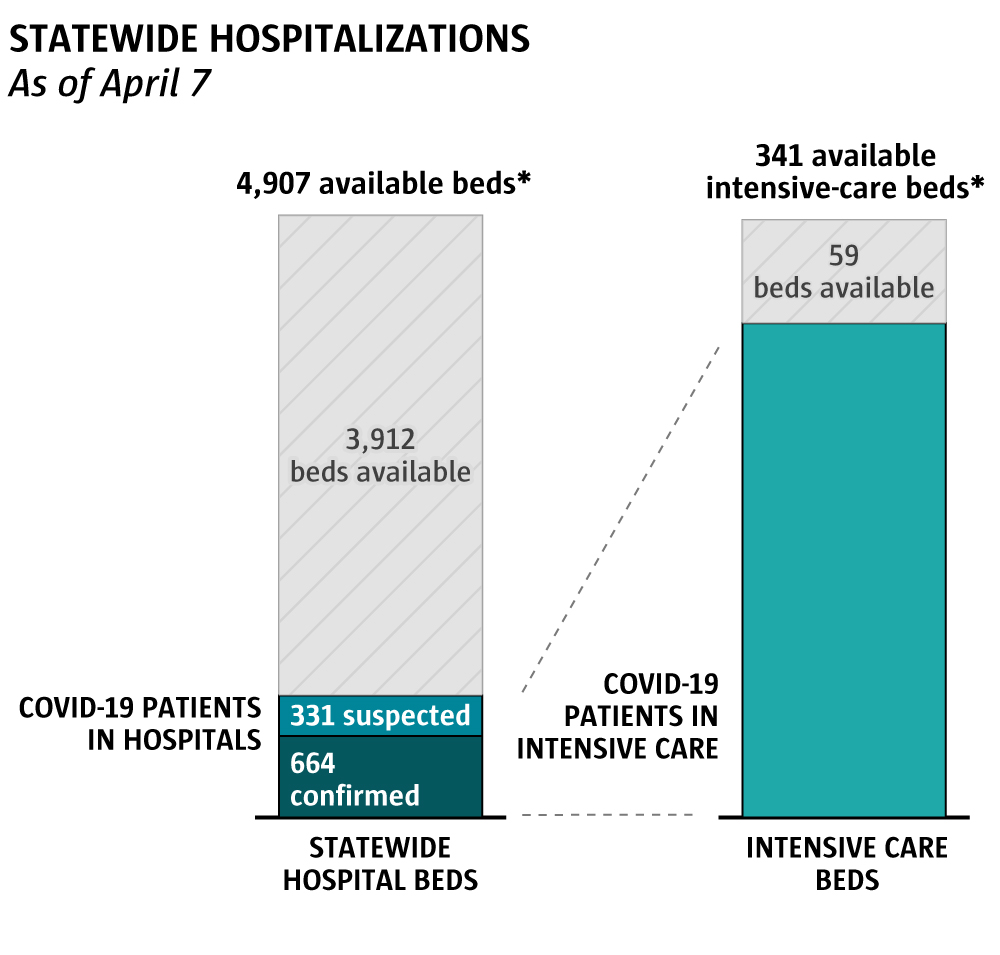 STATEWIDE HOSPITALIZATIONS
As of April 7
4,907 available beds*
3,912
beds available
COVID-19 PATIENTS
IN HOSPITALS
331 suspected
664
confirmed
STATEWIDE
HOSPITAL BEDS
341 available
intensive-care beds*
59
beds available
COVID-19
PATIENTS IN
INTENSIVE CARE
INTENSIVE CARE
BEDS